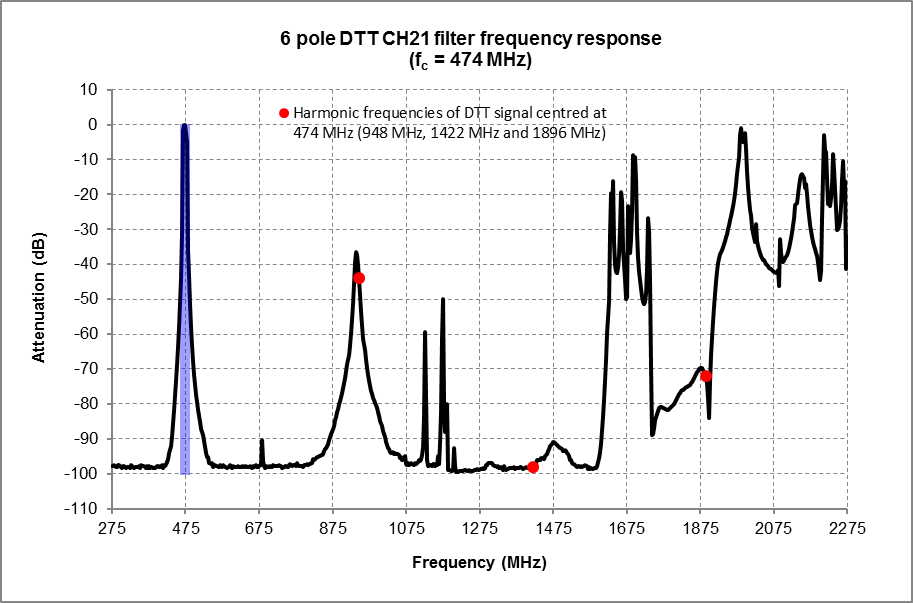 6 pole DTT CH21 filter frequency response
(fc = 474 MHz)
Harmonic frequencies of DTT signal centred at
474 MHz (948 MHz, 1422 MHz and 1896 MHz)
10
0
-10
-20
-30
-40
-50
-60
-70
-80
-90
-100
-110
Attenuation (dB)
275 475 675 875 1075 1275 1475 1675 1875 2075 2275
Frequency (MHz)